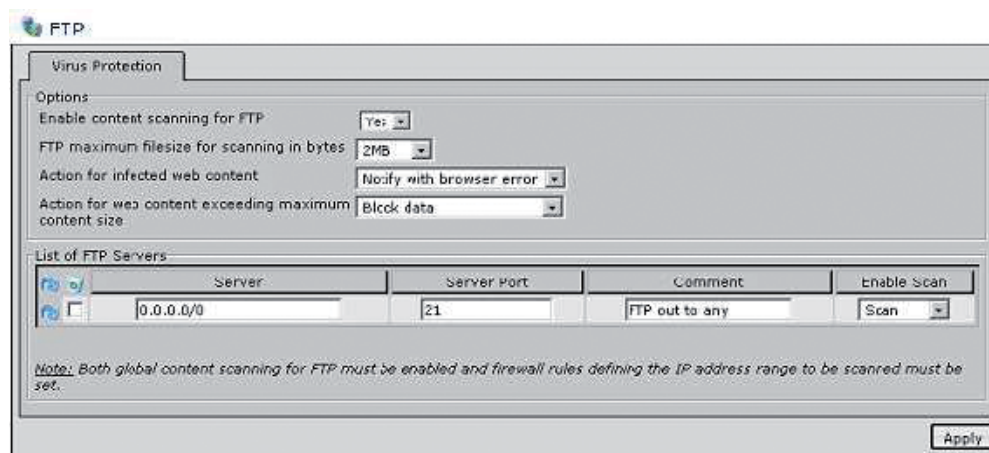 FTP
Virus Protection
Options
Enable content scanning for FTP Yes
FTP maximum filesize for scanning in bytes 2MB
Action for infected web content Notify with browser error
Action for web content exceeding maximum content size Block data
List of FTP Servers
Server Server Port Comment Enable Scan
0.0.0.0/0 21 FTP out to any Scan
Note: Both global content scanning for FTP must be enabled and firewall rules defining the IP address range to be scanned must be
set.
Apply